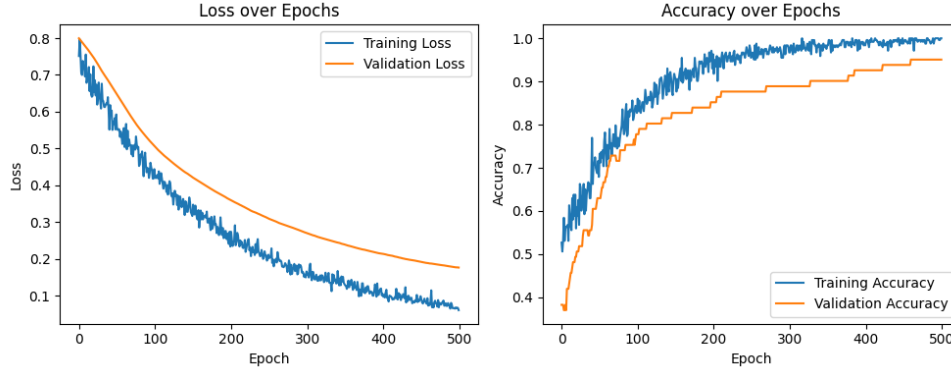 Loss over Epochs
Accuracy over Epochs
0.8
0.7
0.6
0.5
0.4
0.3
0.2
0.1
Loss
0
100
200
300
400
500
Epoch
Training Loss
Validation Loss
1.0
0.9
0.8
0.7
0.6
0.5
0.4
Accuracy
0
100
200
300
400
500
Epoch
Training Accuracy
Validation Accuracy